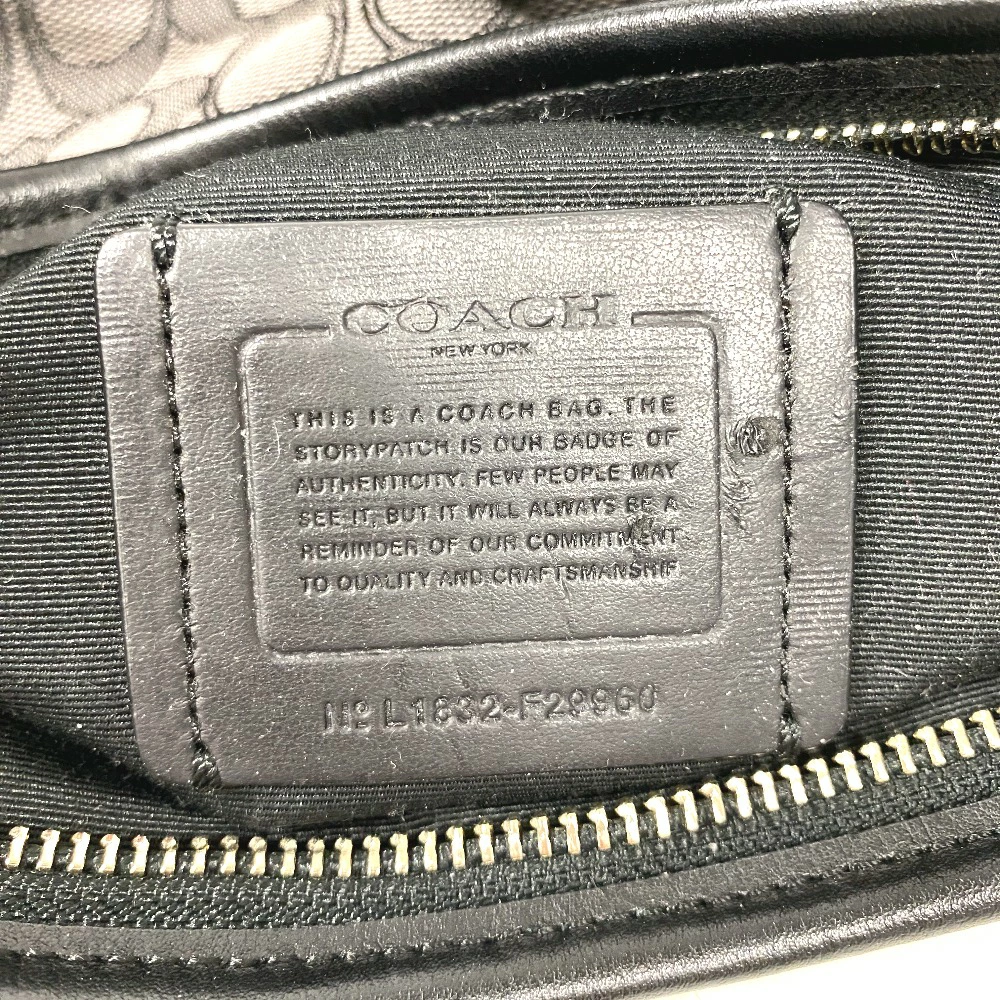 COACH
NEW YORK
THIS IS A COACH BAG. THE
STORYPATCH IS OUR BADGE OF
AUTHENTICITY. FEW PEOPLE MAY
SEE IT, BUT IT WILL ALWAYS BE A
REMINDER OF OUR COMMITMENT
TO QUALITY AND CRAFTSMANSHIP
Nº L1632-F29960